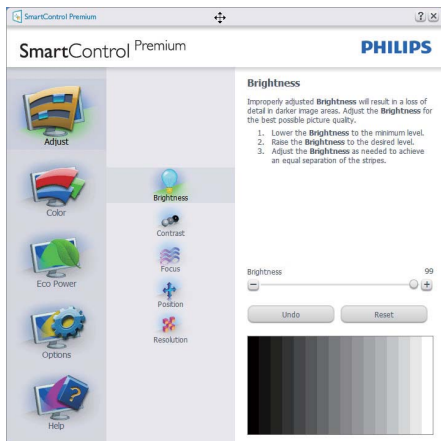 SmartControl Premium
SmartControl Premium
PHILIPS
Adjust
Color
Eco Power
Options
Help
Brightness
Contrast
Focus
Position
Resolution
Brightness
Improperly adjusted Brightness will result in a loss of
detail in darker image areas. Adjust the Brightness for
the best possible picture quality.
1. Lower the Brightness to the minimum level.
2. Raise the Brightness to the desired level.
3. Adjust the Brightness as needed to achieve
an equal separation of the stripes.
Brightness 99
Undo Reset